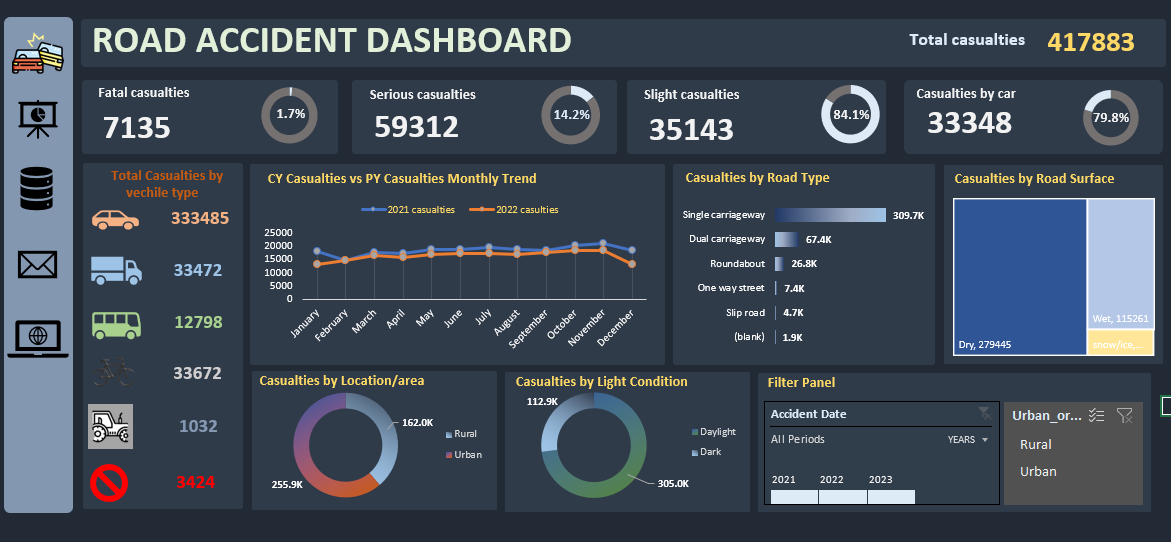 ROAD ACCIDENT DASHBOARD
Total casualties
417883
Fatal casualties
7135
1.7%
Serious casualties
59312
14.2%
Slight casualties
35143
84.1%
Casualties by car
33348
79.8%
Total Casualties by
vechile type
333485
33472
12798
33672
1032
3424
CY Casualties vs PY Casualties Monthly Trend
2021 casualties
2022 casulties
25000
20000
15000
10000
5000
0
January
February
March
April
May
June
July
August
September
October
November
December
Casualties by Road Type
Single carriageway
309.7K
Dual carriageway
67.4K
Roundabout
26.8K
One way street
7.4K
Slip road
4.7K
(blank)
1.9K
Casualties by Road Surface
Dry, 279445
Wet, 115261
snow/ice,...
Casualties by Location/area
162.0K
255.9K
Rural
Urban
Casualties by Light Condition
112.9K
305.0K
Daylight
Dark
Filter Panel
Accident Date
All Periods
YEARS
2021
2022
2023
Urban_or...
Rural
Urban